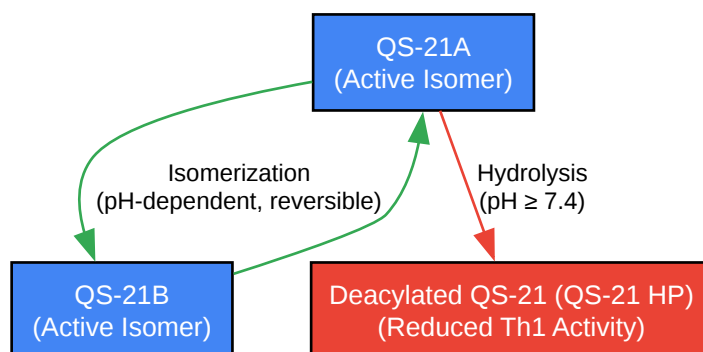 QS-21A
(Active Isomer)
Isomerization
(pH-dependent, reversible)
Hydrolysis
(pH ≥ 7.4)
QS-21B
(Active Isomer)
Deacylated QS-21 (QS-21 HP)
(Reduced Th1 Activity)